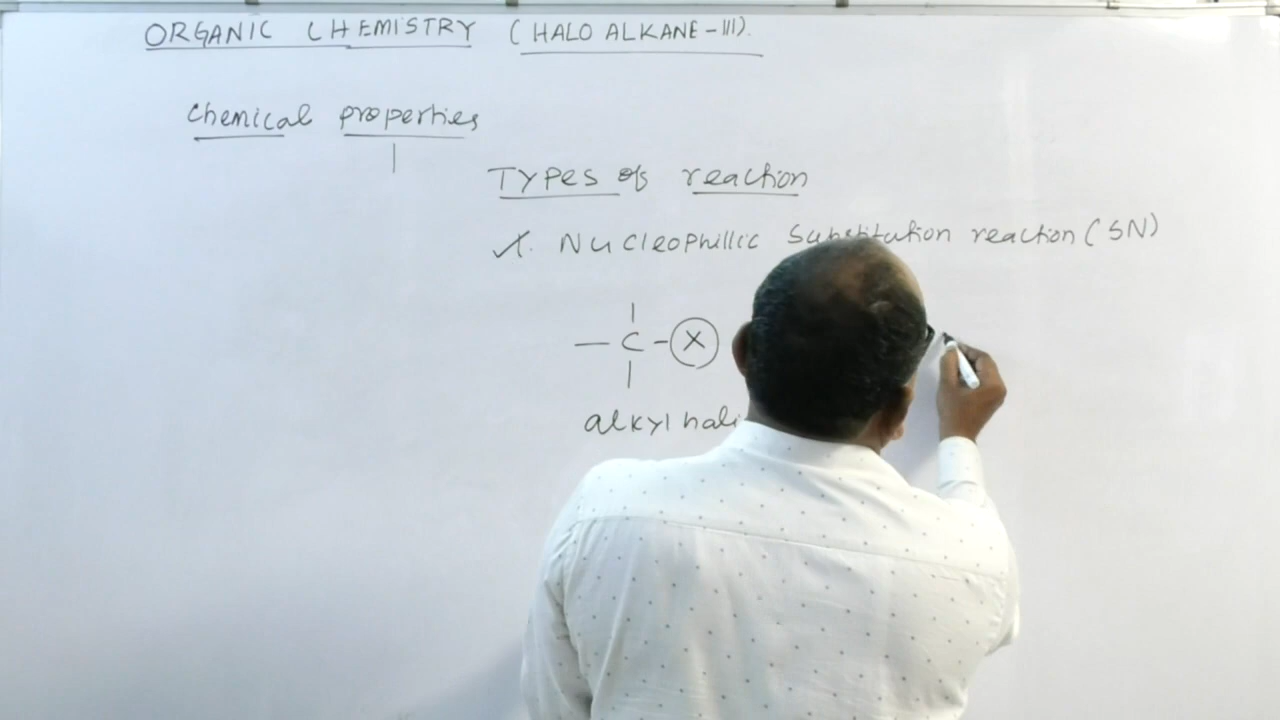 ORGANIC CHEMISTRY (HALO ALKANE-III).
Chemical properties
Types of reaction
1. Nucleophillic Substitution reaction (SN)
— C — X
alkyl hali